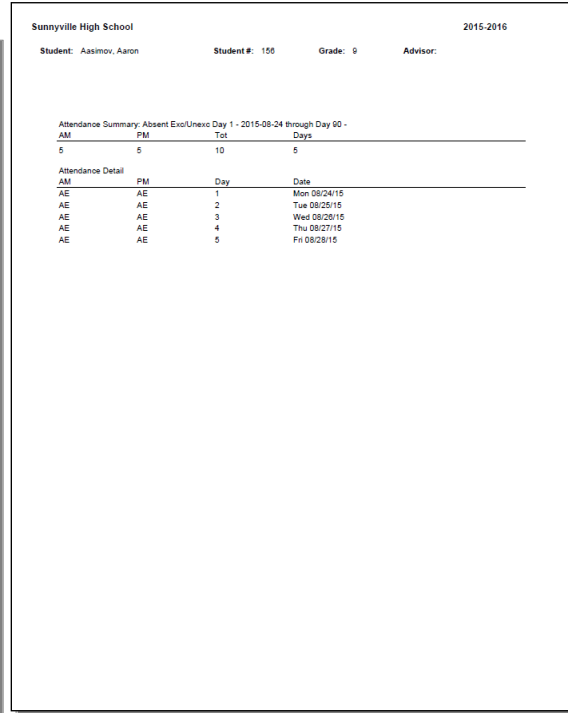 Sunnyville High School 2015-2016
Student: Aasimov, Aaron Student #: 156 Grade: 9 Advisor:
Attendance Summary: Absent Exc/Unexc Day 1 - 2015-08-24 through Day 90 -
AM PM Tot Days
5 5 10 5
Attendance Detail
AM PM Day Date
AE AE 1 Mon 08/24/15
AE AE 2 Tue 08/25/15
AE AE 3 Wed 08/26/15
AE AE 4 Thu 08/27/15
AE AE 5 Fri 08/28/15